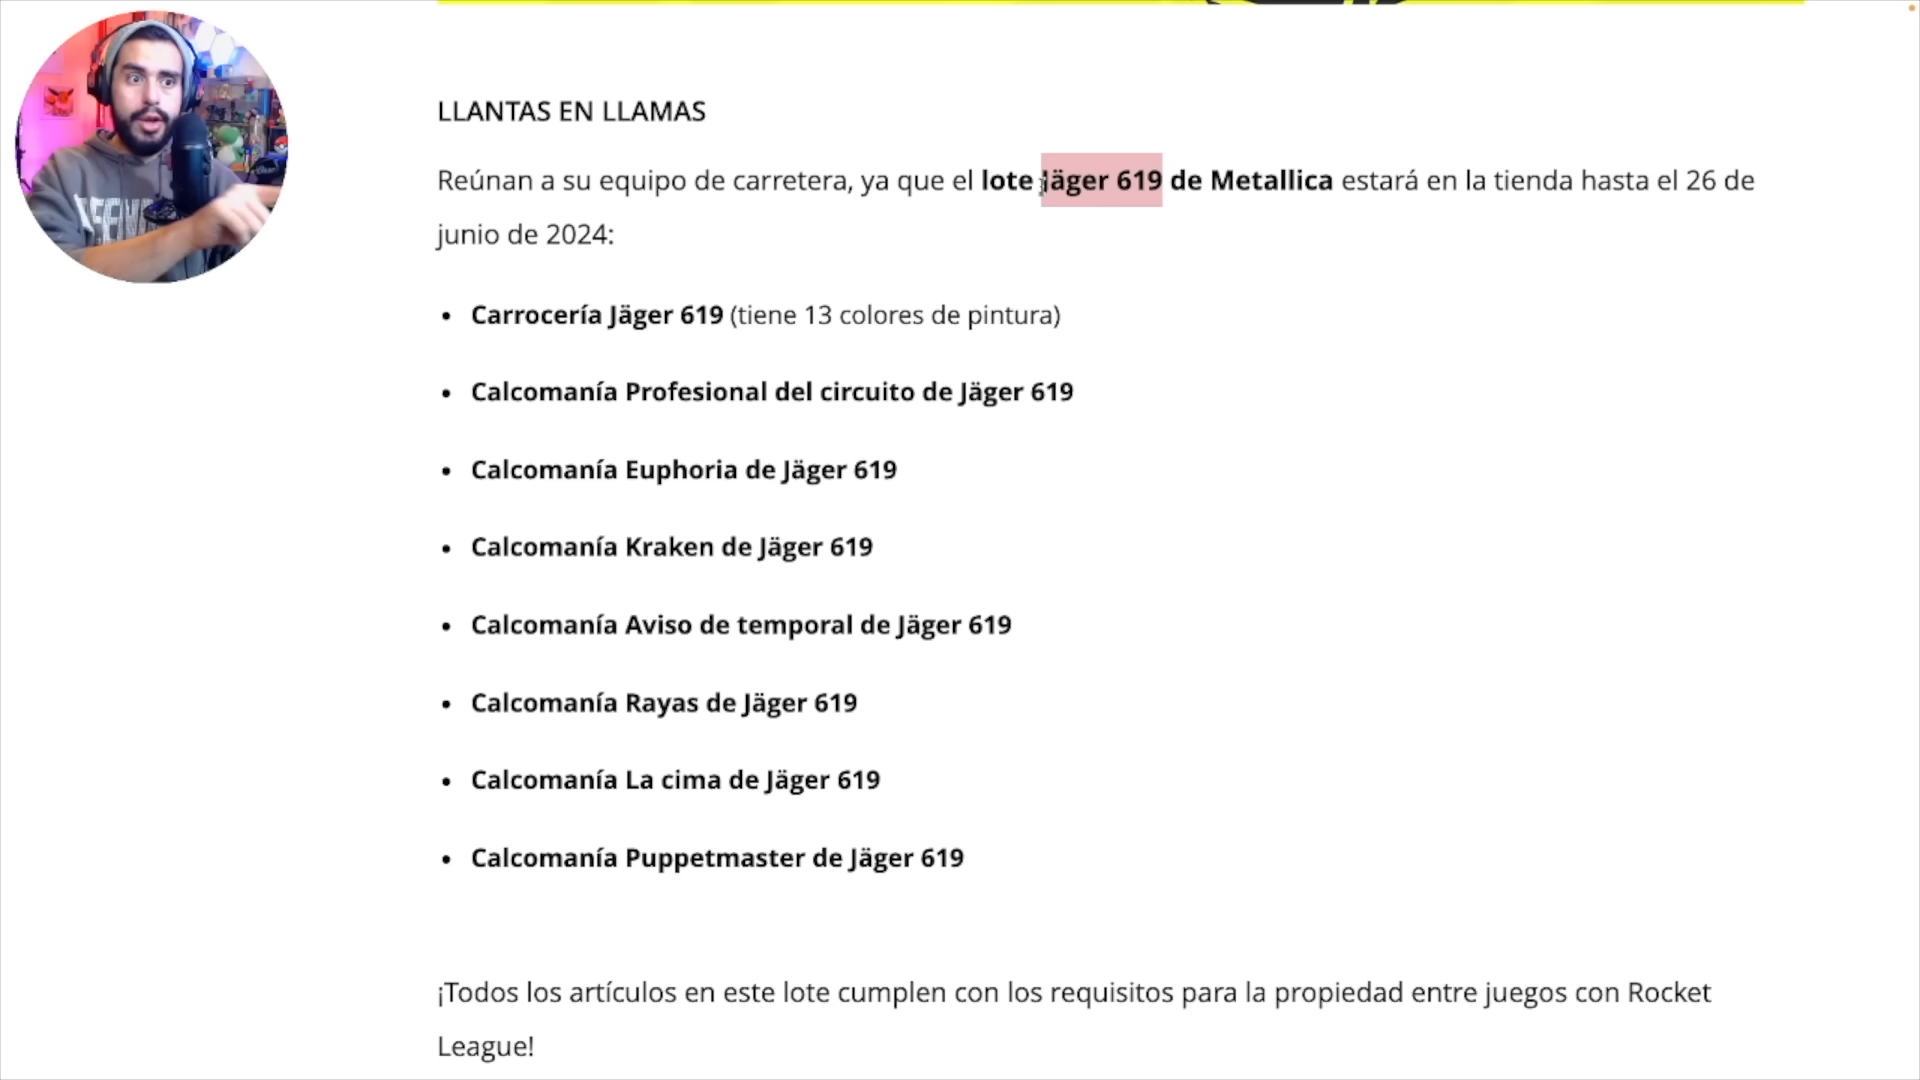 LLANTAS EN LLAMAS
Reúnan a su equipo de carretera, ya que el lote Jäger 619 de Metallica estará en la tienda hasta el 26 de
junio de 2024:
• Carrocería Jäger 619 (tiene 13 colores de pintura)
• Calcomanía Profesional del circuito de Jäger 619
• Calcomanía Euphoria de Jäger 619
• Calcomanía Kraken de Jäger 619
• Calcomanía Aviso de temporal de Jäger 619
• Calcomanía Rayas de Jäger 619
• Calcomanía La cima de Jäger 619
• Calcomanía Puppetmaster de Jäger 619
¡Todos los artículos en este lote cumplen con los requisitos para la propiedad entre juegos con Rocket
League!